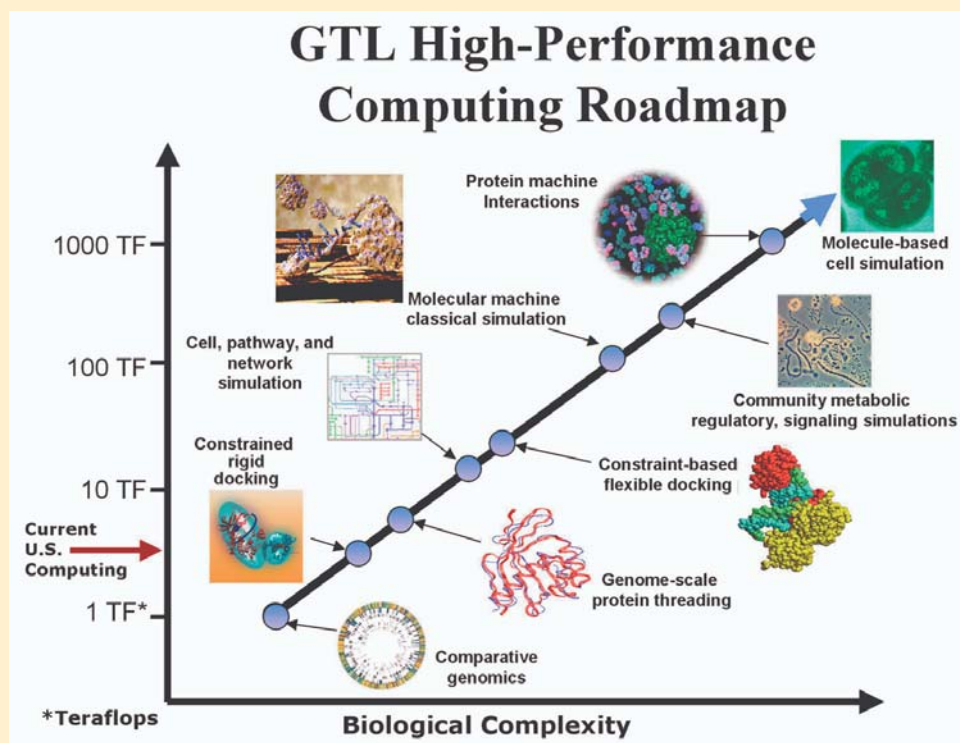 GTL High-Performance
Computing Roadmap
Protein machine
Interactions
1000 TF
Molecule-based
cell simulation
Molecular machine
classical simulation
Cell, pathway, and
network
simulation
100 TF
Community metabolic
regulatory, signaling simulations
Constrained
rigid
docking
Constraint-based
flexible docking
10 TF
Current
U.S.
Computing
Genome-scale
protein threading
1 TF*
Comparative
genomics
*Teraflops
Biological Complexity